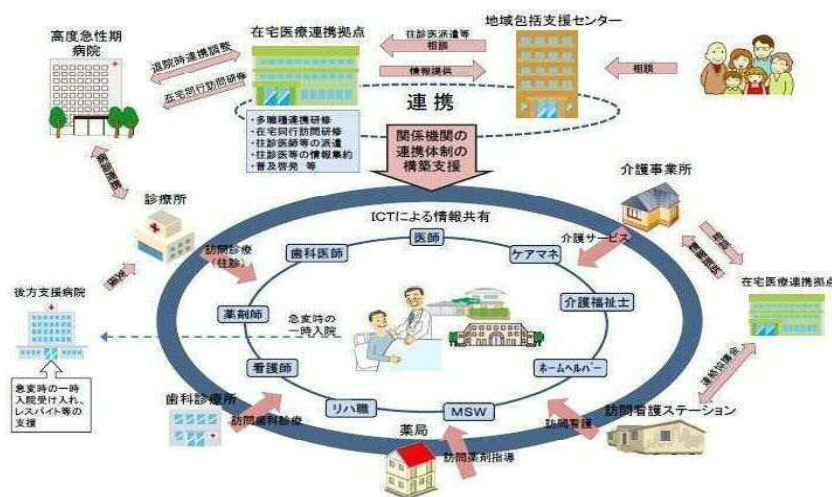 高度急性期
病院
退院時連携調整
在宅同行訪問研修
在宅医療連携拠点
往診医派遣等
相談
情報提供
地域包括支援センター
相談
連携
・多職種連携研修
・在宅同行訪問研修
・往診医師等の派遣
・往診医等の情報集約
・普及啓発 等
関係機関の
連携体制の
構築支援
介護事業所
診療所
ICTによる情報共有
訪問診療
(往診)
歯科医師
医師
ケアマネ
介護サービス
後方支援病院
薬剤師
急変時の
一時入院
介護福祉士
在宅医療連携拠点
看護師
ホームヘルパー
連絡協議会
急変時の一時
入院受け入れ、
レスパイト等の
支援
歯科診療所
訪問歯科診療
リハ職
MSW
訪問看護
訪問看護ステーション
薬局
訪問薬剤指導